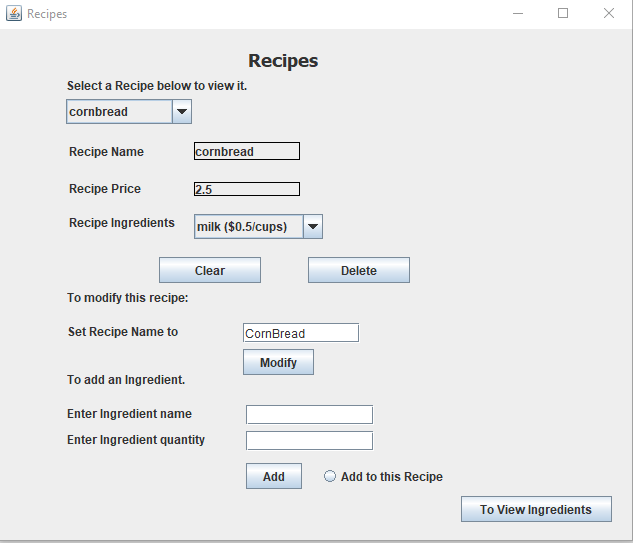 Recipes
Recipes
Select a Recipe below to view it.
cornbread
Recipe Name cornbread
Recipe Price 2.5
Recipe Ingredients milk ($0.5/cups)
Clear Delete
To modify this recipe:
Set Recipe Name to CornBread
Modify
To add an Ingredient.
Enter Ingredient name
Enter Ingredient quantity
Add Add to this Recipe
To View Ingredients